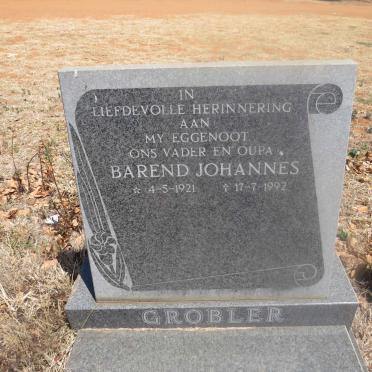 IN
LIEFDEVOLLE HERINNERING
AAN
MY EGGENOOT
ONS VADER EN OUPA
BAREND JOHANNES
☆ 4-5-1921 ✝ 17-7-1992
GROBLER